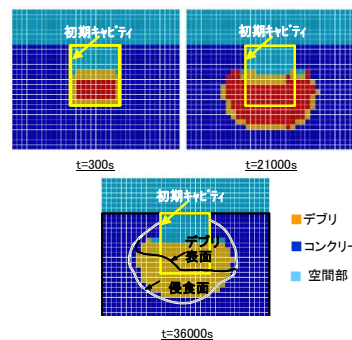 初期キャビティ
初期キャビティ
t=300s
t=21000s
初期キャビティ
デブリ
表面
侵食面
デブリ
コンクリー
空間部
t=36000s